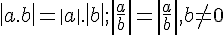 |a.b| = |a|.|b|; |a/b| = |a/b|, b≠0